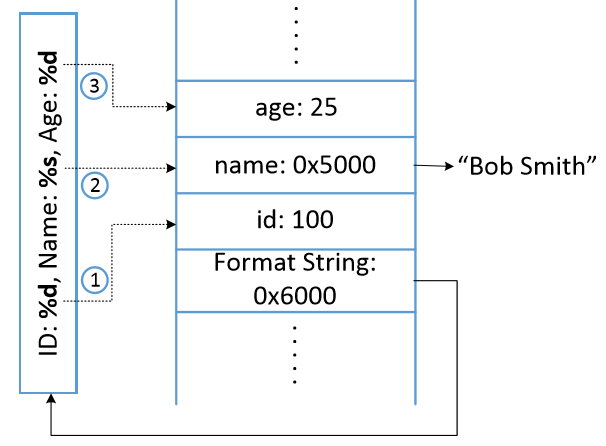 ID: %d, Name: %s, Age: %d
3
age: 25
2
name: 0x5000
"Bob Smith"
id: 100
1
Format String:
0x6000